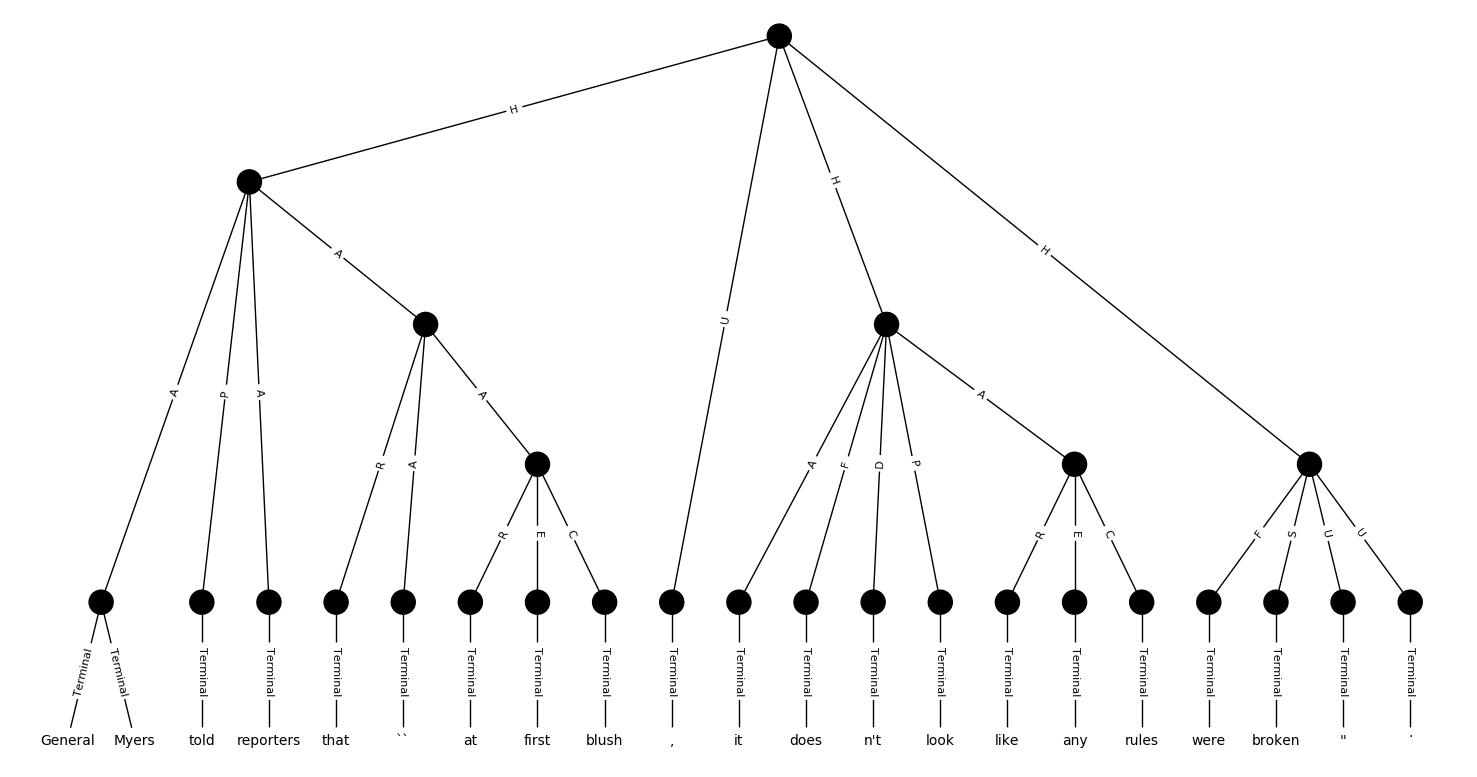 H
A
H
H
U
A
P
A
A
R
A
A
F
D
P
A
R
E
C
R
E
C
F
S
U
U
Terminal Terminal Terminal Terminal Terminal Terminal Terminal Terminal Terminal Terminal Terminal Terminal Terminal Terminal Terminal Terminal Terminal Terminal Terminal Terminal Terminal
General Myers told reporters that `` at first blush , it does n't look like any rules were broken " .